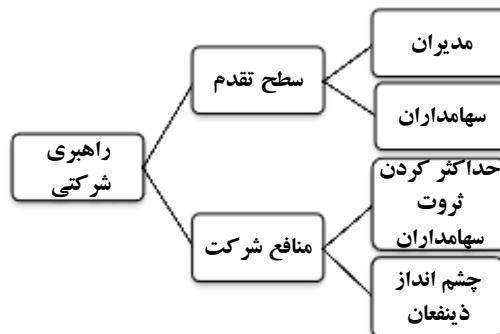 مدیران
سطح تقدم
سهامداران
راهبری
شرکتی
حداکثر کردن
ثروت
سهامداران
منافع شرکت
چشم انداز
ذینفعان